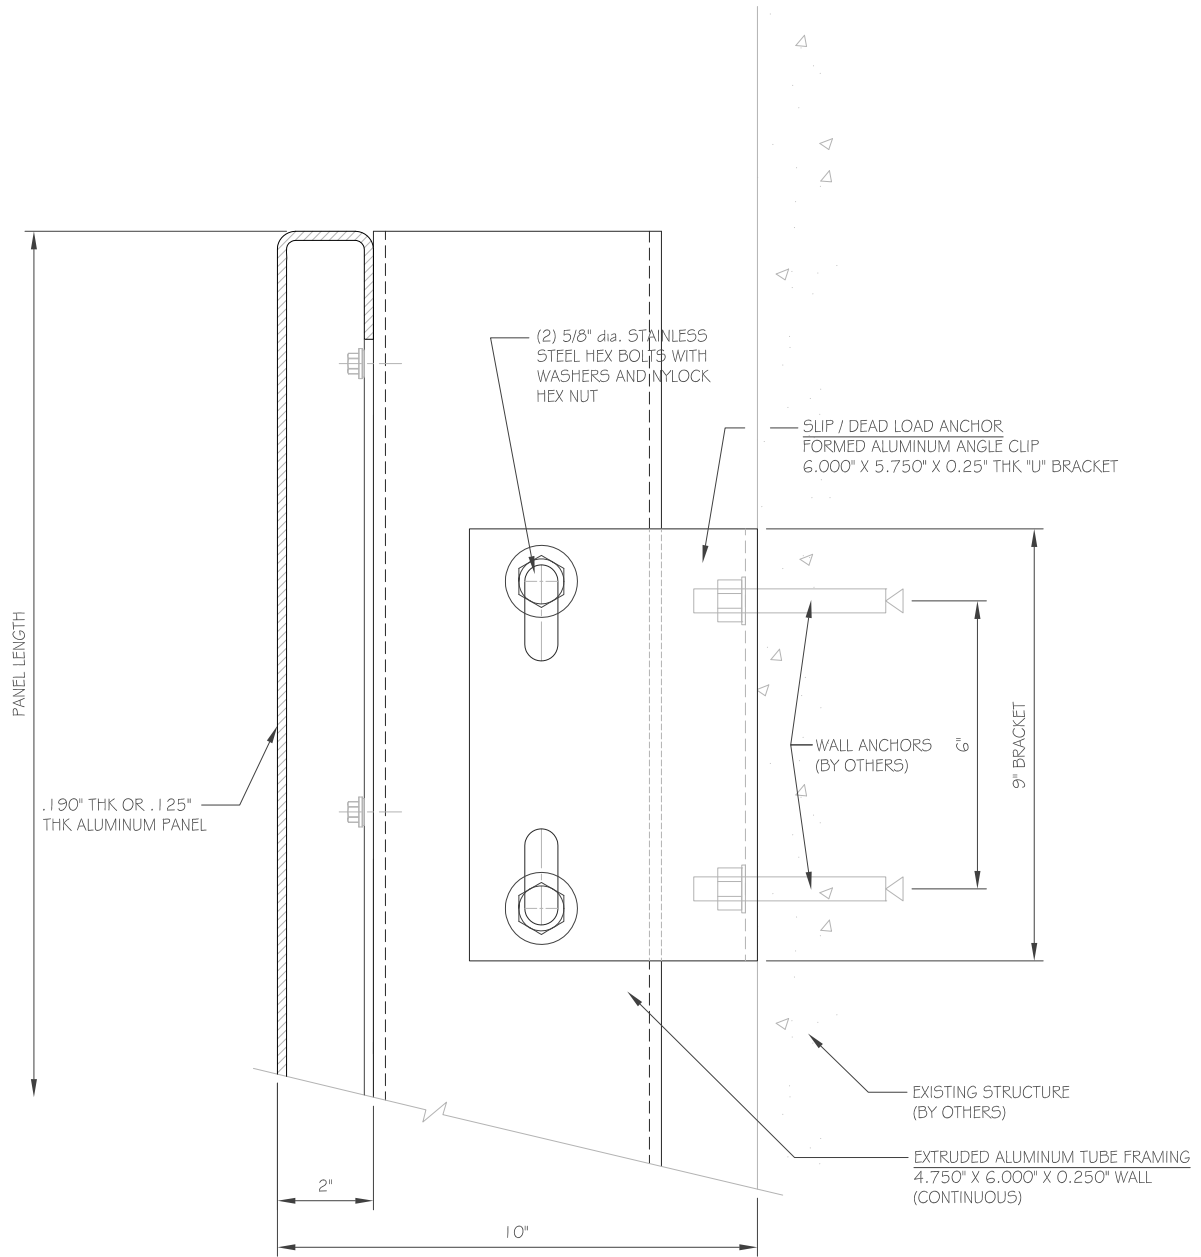 (2) 5/8" dia. STAINLESS
STEEL HEX BOLTS WITH
WASHERS AND NYLOCK
HEX NUT
SLIP / DEAD LOAD ANCHOR
FORMED ALUMINUM ANGLE CLIP
6.000" X 5.750" X 0.25" THK "U" BRACKET
PANEL LENGTH
WALL ANCHORS
(BY OTHERS)
6"
9" BRACKET
.190" THK OR .125"
THK ALUMINUM PANEL
EXISTING STRUCTURE
(BY OTHERS)
EXTRUDED ALUMINUM TUBE FRAMING
4.750" X 6.000" X 0.250" WALL
(CONTINUOUS)
2"
10"